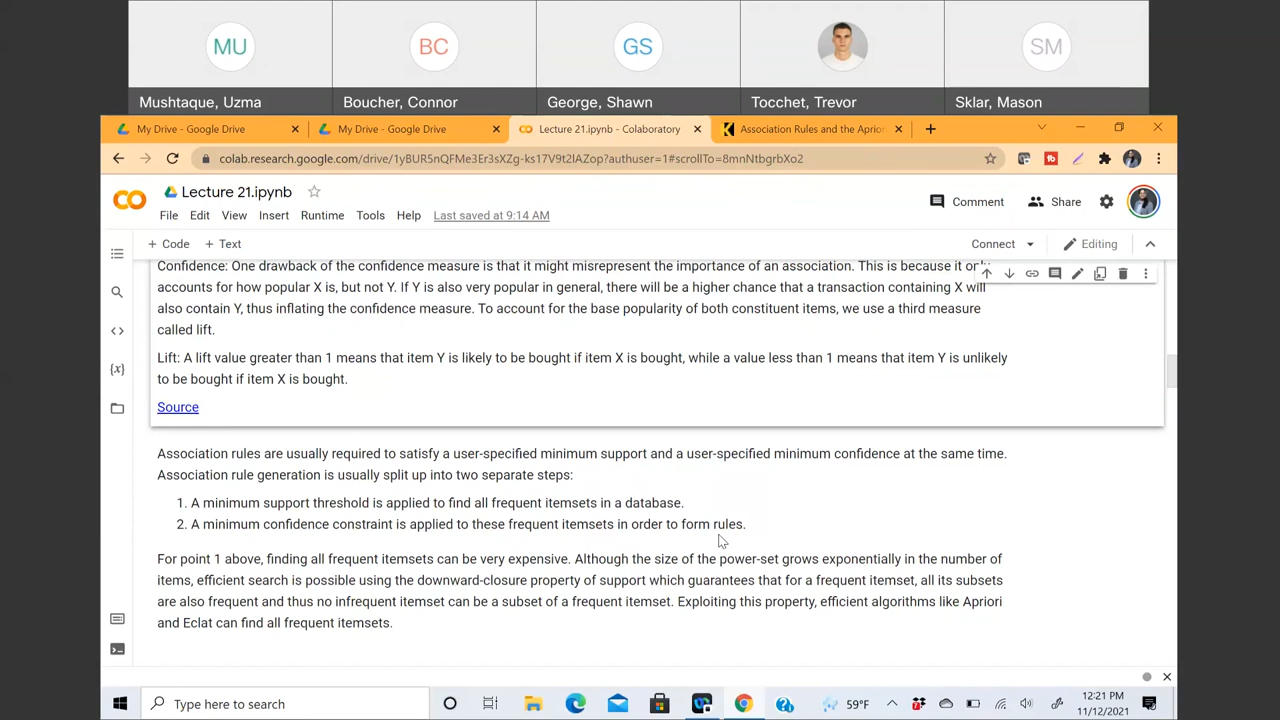 MU
BC
GS
SM
Mushtaque, Uzma
Boucher, Connor
George, Shawn
Tocchet, Trevor
Sklar, Mason
My Drive - Google Drive
My Drive - Google Drive
Lecture 21.ipynb - Colaboratory
Association Rules and the Aprior
colab.research.google.com/drive/1yBUR5nQFMe3Er3sXZg-ks17V9t2IAZop?authuser=1#scrollTo=8mnNtbgrbXo2
Lecture 21.ipynb
Comment
Share
File Edit View Insert Runtime Tools Help Last saved at 9:14 AM
+ Code + Text
Connect
Editing
Confidence: One drawback of the confidence measure is that it might misrepresent the importance of an association. This is because it only
accounts for how popular X is, but not Y. If Y is also very popular in general, there will be a higher chance that a transaction containing X will
also contain Y, thus inflating the confidence measure. To account for the base popularity of both constituent items, we use a third measure
called lift.
Lift: A lift value greater than 1 means that item Y is likely to be bought if item X is bought, while a value less than 1 means that item Y is unlikely
to be bought if item X is bought.
Source
Association rules are usually required to satisfy a user-specified minimum support and a user-specified minimum confidence at the same time.
Association rule generation is usually split up into two separate steps:
1. A minimum support threshold is applied to find all frequent itemsets in a database.
2. A minimum confidence constraint is applied to these frequent itemsets in order to form rules.
For point 1 above, finding all frequent itemsets can be very expensive. Although the size of the power-set grows exponentially in the number of
items, efficient search is possible using the downward-closure property of support which guarantees that for a frequent itemset, all its subsets
are also frequent and thus no infrequent itemset can be a subset of a frequent itemset. Exploiting this property, efficient algorithms like Apriori
and Eclat can find all frequent itemsets.
Type here to search
59°F
12:21 PM
11/12/2021